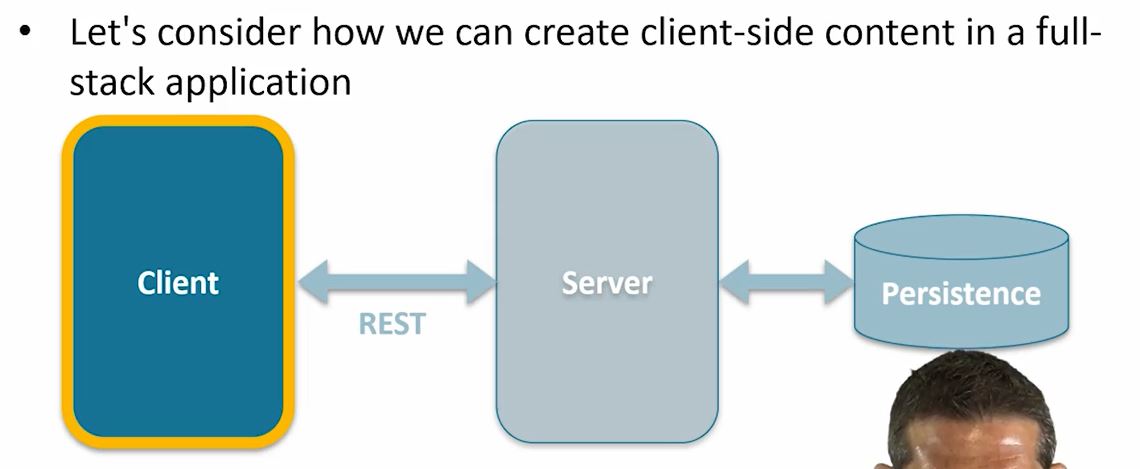 • Let's consider how we can create client-side content in a full-
stack application
Client
REST
Server
Persistence